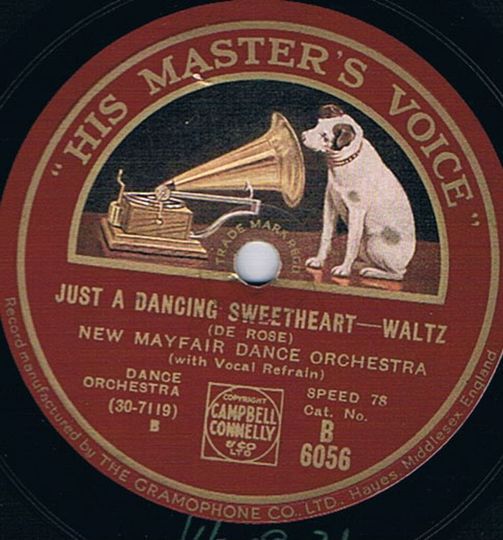 "HIS MASTER'S VOICE"
TRADE MARK REGD
JUST A DANCING SWEETHEART—WALTZ
(DE ROSE)
NEW MAYFAIR DANCE ORCHESTRA
(with Vocal Refrain)
DANCE
ORCHESTRA
(30-7119)
B
COPYRIGHT
CAMPBELL
CONNELLY
& CO
LTD
SPEED 78
Cat. No.
B
6056
Record manufactured by THE GRAMOPHONE CO., LTD., Hayes, Middlesex, England